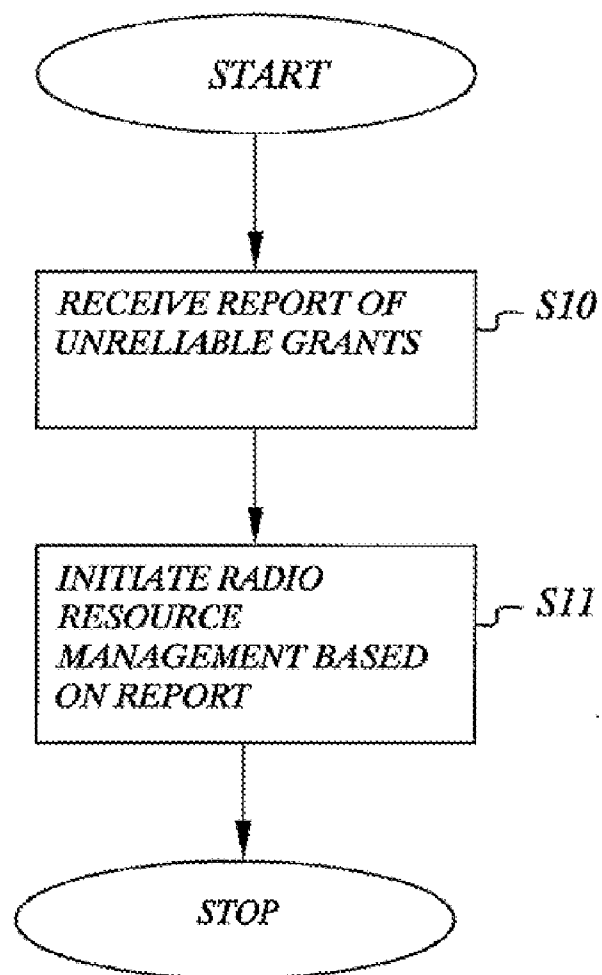 START
RECEIVE REPORT OF
UNRELIABLE GRANTS
S10
INITIATE RADIO
RESOURCE
MANAGEMENT BASED
ON REPORT
S11
STOP